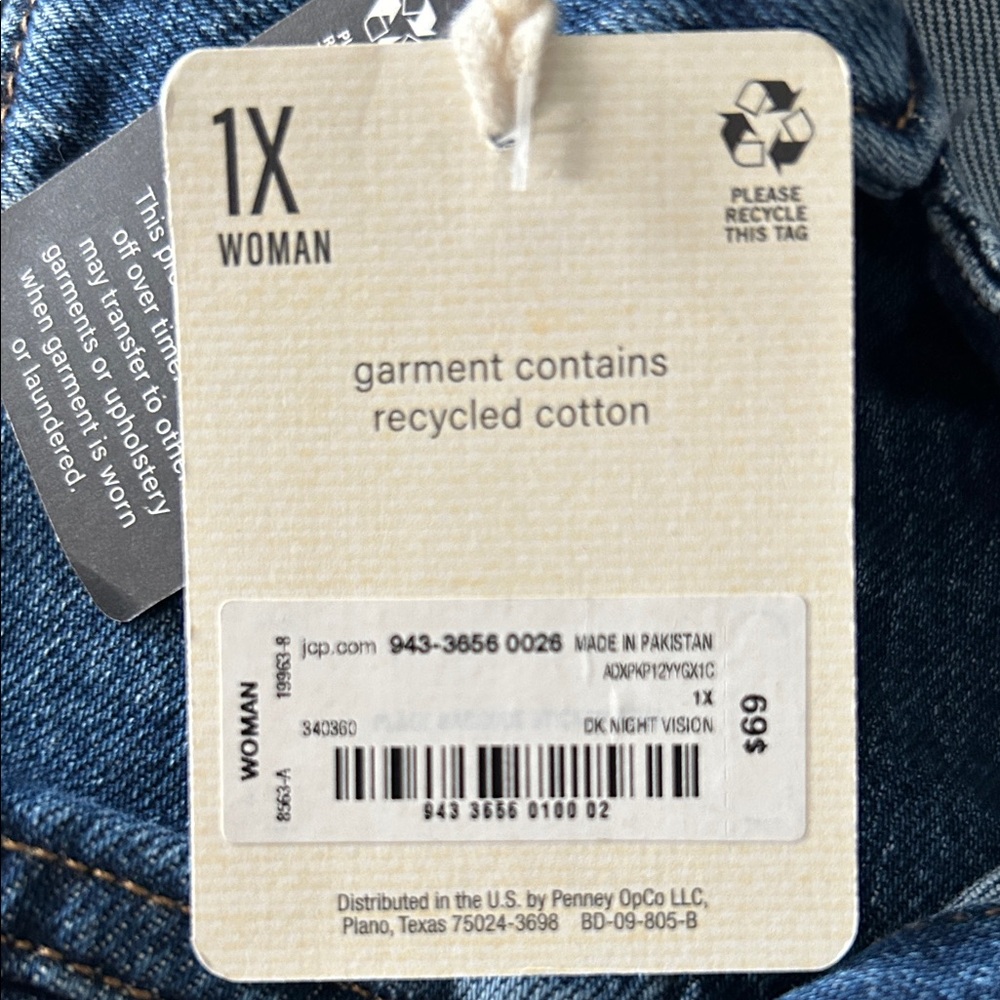 1X
WOMAN
PLEASE
RECYCLE
THIS TAG
garment contains
recycled cotton
This
off over time,
may transfer to other
garments or upholstery
when garment is worn
or laundered.
WOMAN
8563-A 19963-8
jcp.com 943-3656 0026 MADE IN PAKISTAN
ADXPKP12YYGX1C
1X
340360 DK NIGHT VISION
943 3656 0100 02
$69
Distributed in the U.S. by Penney OpCo LLC,
Plano, Texas 75024-3698 BD-09-805-B